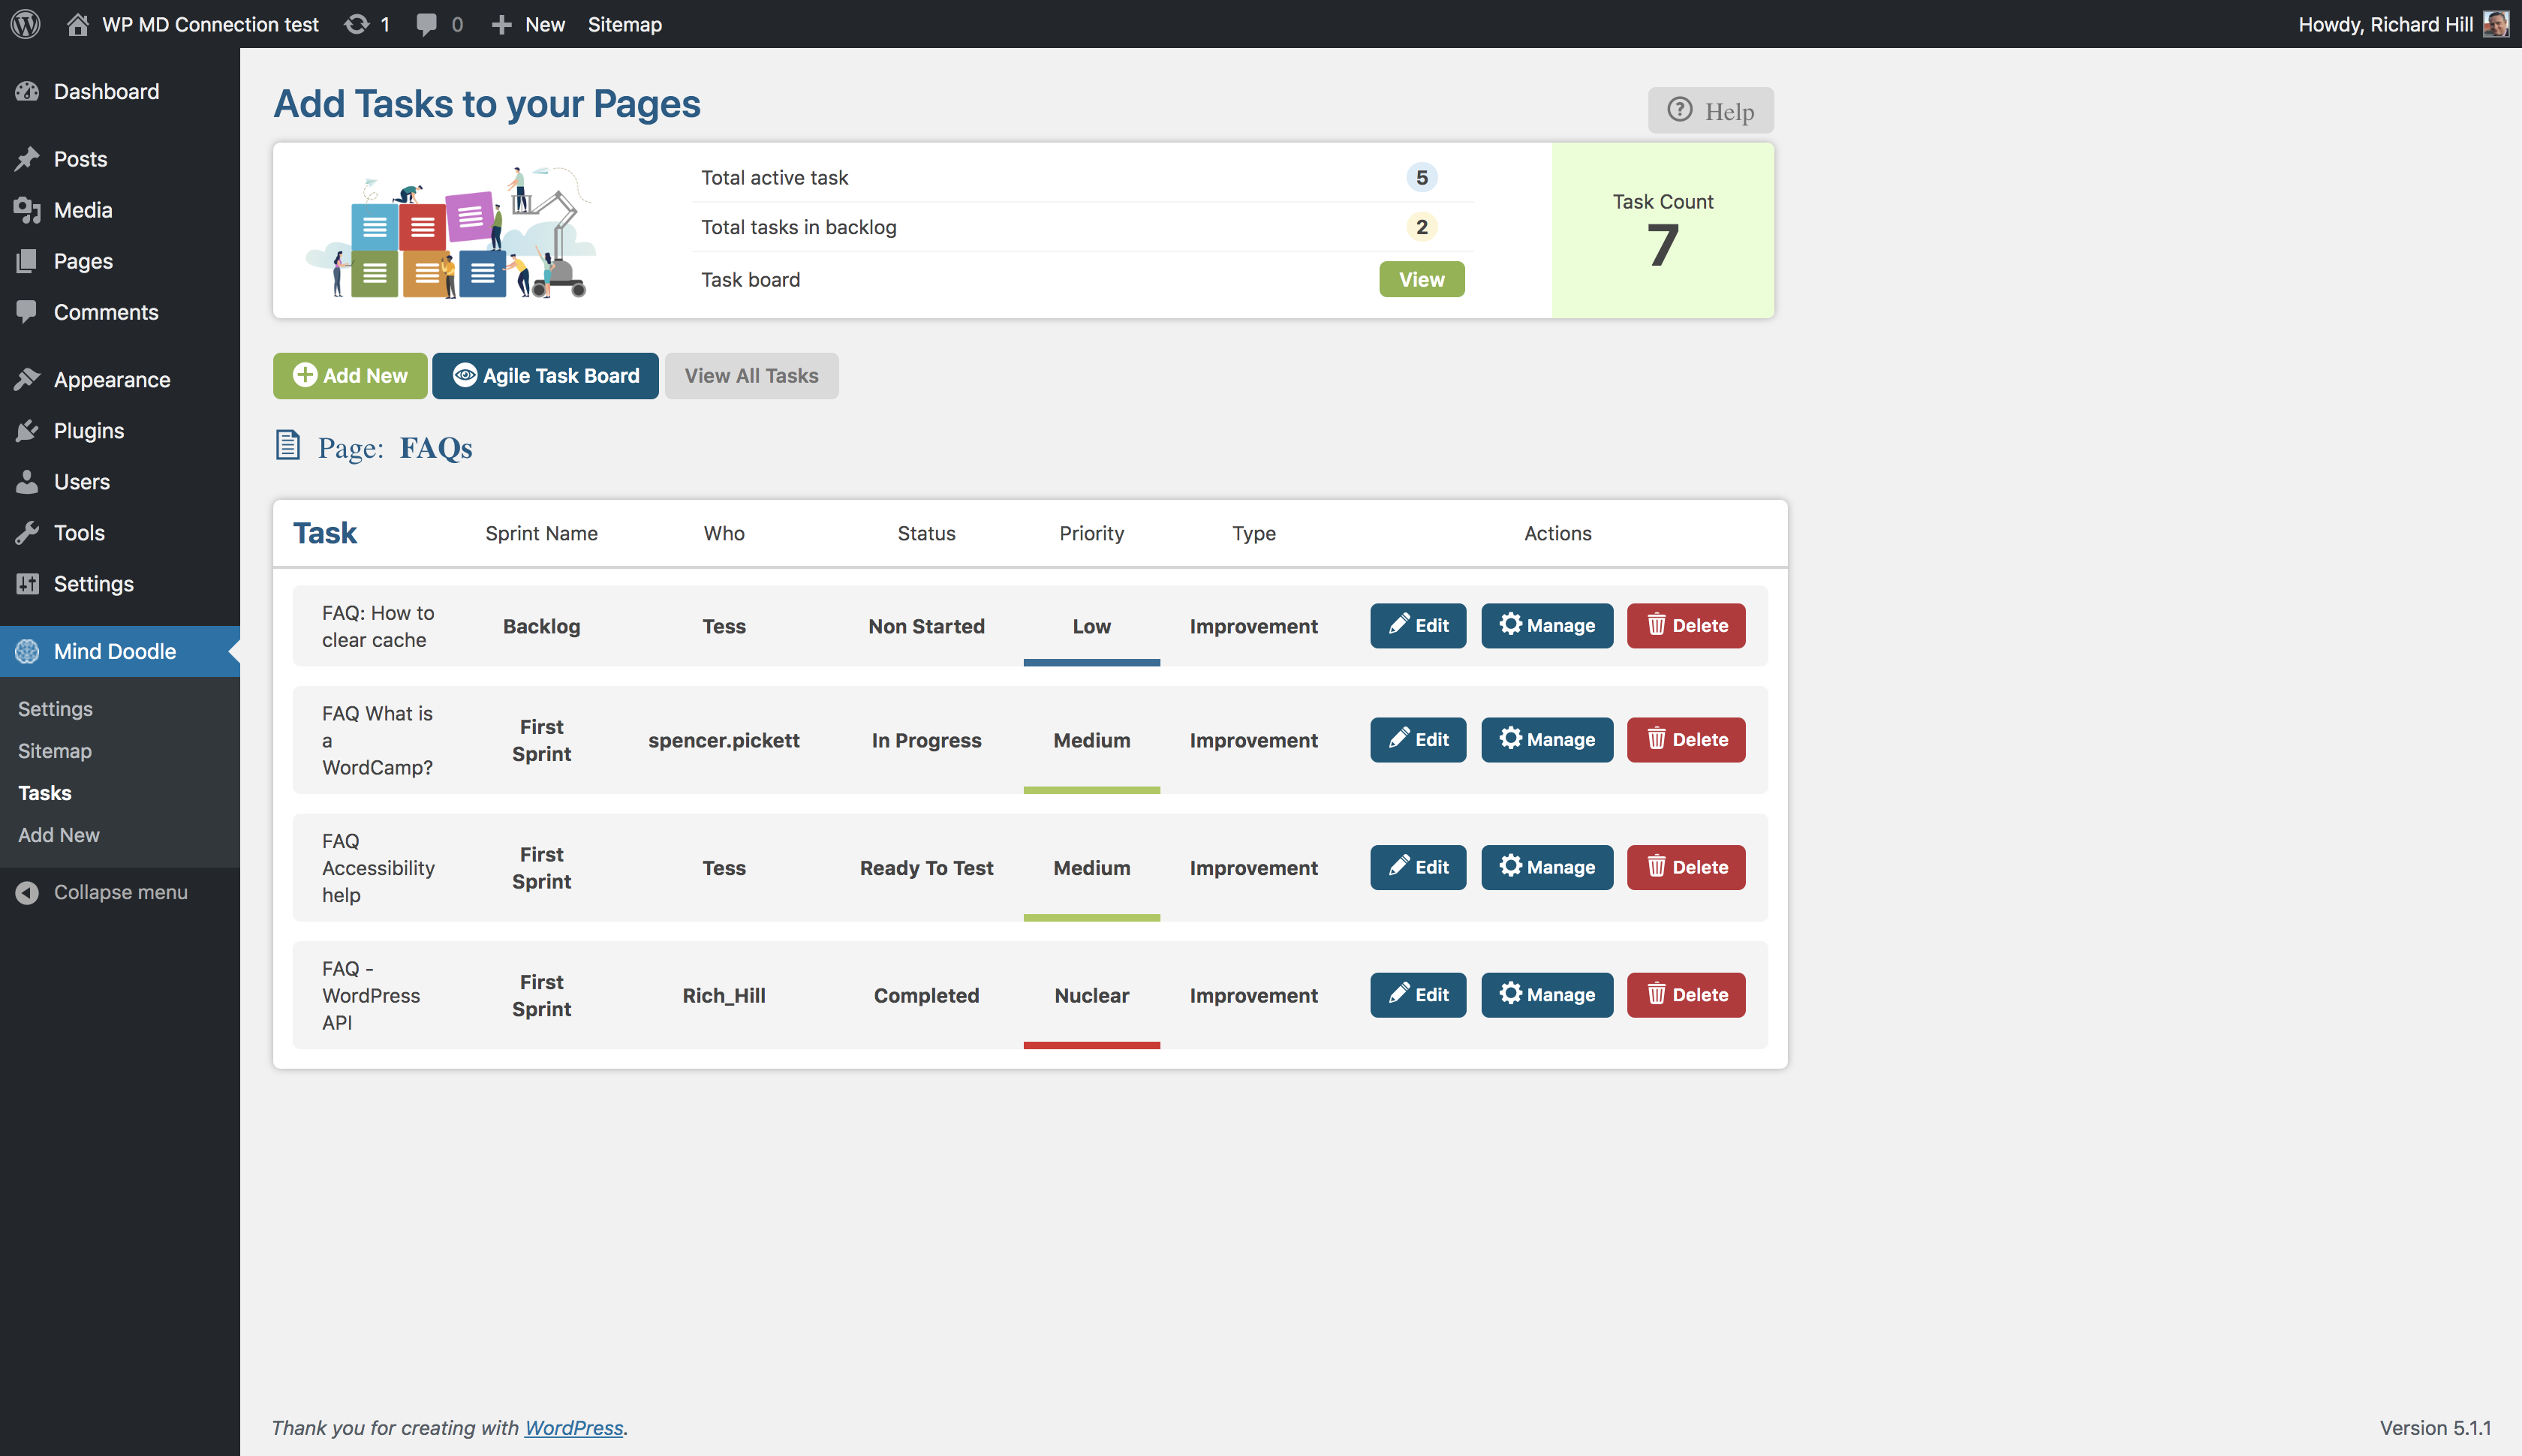 WP MD Connection test 1 0 New Sitemap Howdy, Richard Hill
Dashboard
Posts
Media
Pages
Comments
Appearance
Plugins
Users
Tools
Settings
Mind Doodle
Settings
Sitemap
Tasks
Add New
Collapse menu
Add Tasks to your Pages
Help
Total active task 5
Total tasks in backlog 2
Task board View
Task Count
7
Add New Agile Task Board View All Tasks
Page: FAQs
Task Sprint Name Who Status Priority Type Actions
FAQ: How to
clear cache
Backlog Tess Non Started Low Improvement Edit Manage Delete
FAQ What is
a
WordCamp?
First
Sprint
spencer.pickett In Progress Medium Improvement Edit Manage Delete
FAQ
Accessibility
help
First
Sprint
Tess Ready To Test Medium Improvement Edit Manage Delete
FAQ -
WordPress
API
First
Sprint
Rich_Hill Completed Nuclear Improvement Edit Manage Delete
Thank you for creating with WordPress. Version 5.1.1